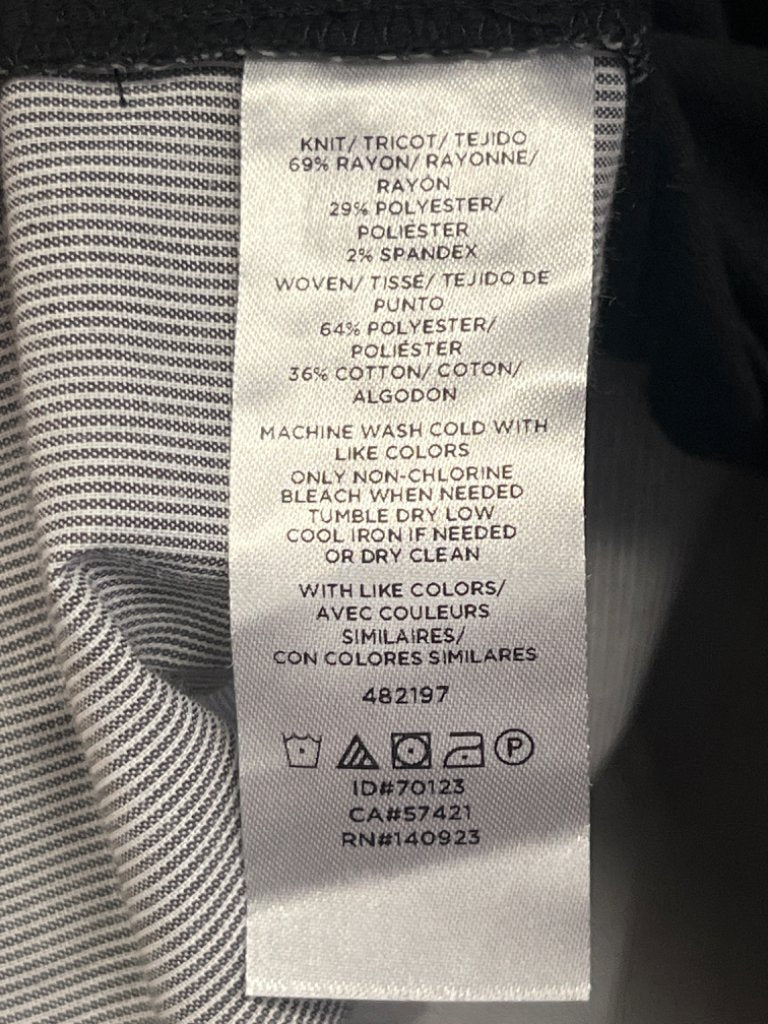 KNIT/ TRICOT/ TEJIDO
69% RAYON/ RAYONNE/
RAYÓN
29% POLYESTER/
POLIÉSTER
2% SPANDEX
WOVEN/ TISSÉ/ TEJIDO DE
PUNTO
64% POLYESTER/
POLIÉSTER
36% COTTON/ COTON/
ALGODON
MACHINE WASH COLD WITH
LIKE COLORS
ONLY NON-CHLORINE
BLEACH WHEN NEEDED
TUMBLE DRY LOW
COOL IRON IF NEEDED
OR DRY CLEAN
WITH LIKE COLORS/
AVEC COULEURS
SIMILAIRES/
CON COLORES SIMILARES
482197
P
ID#70123
CA#57421
RN#140923